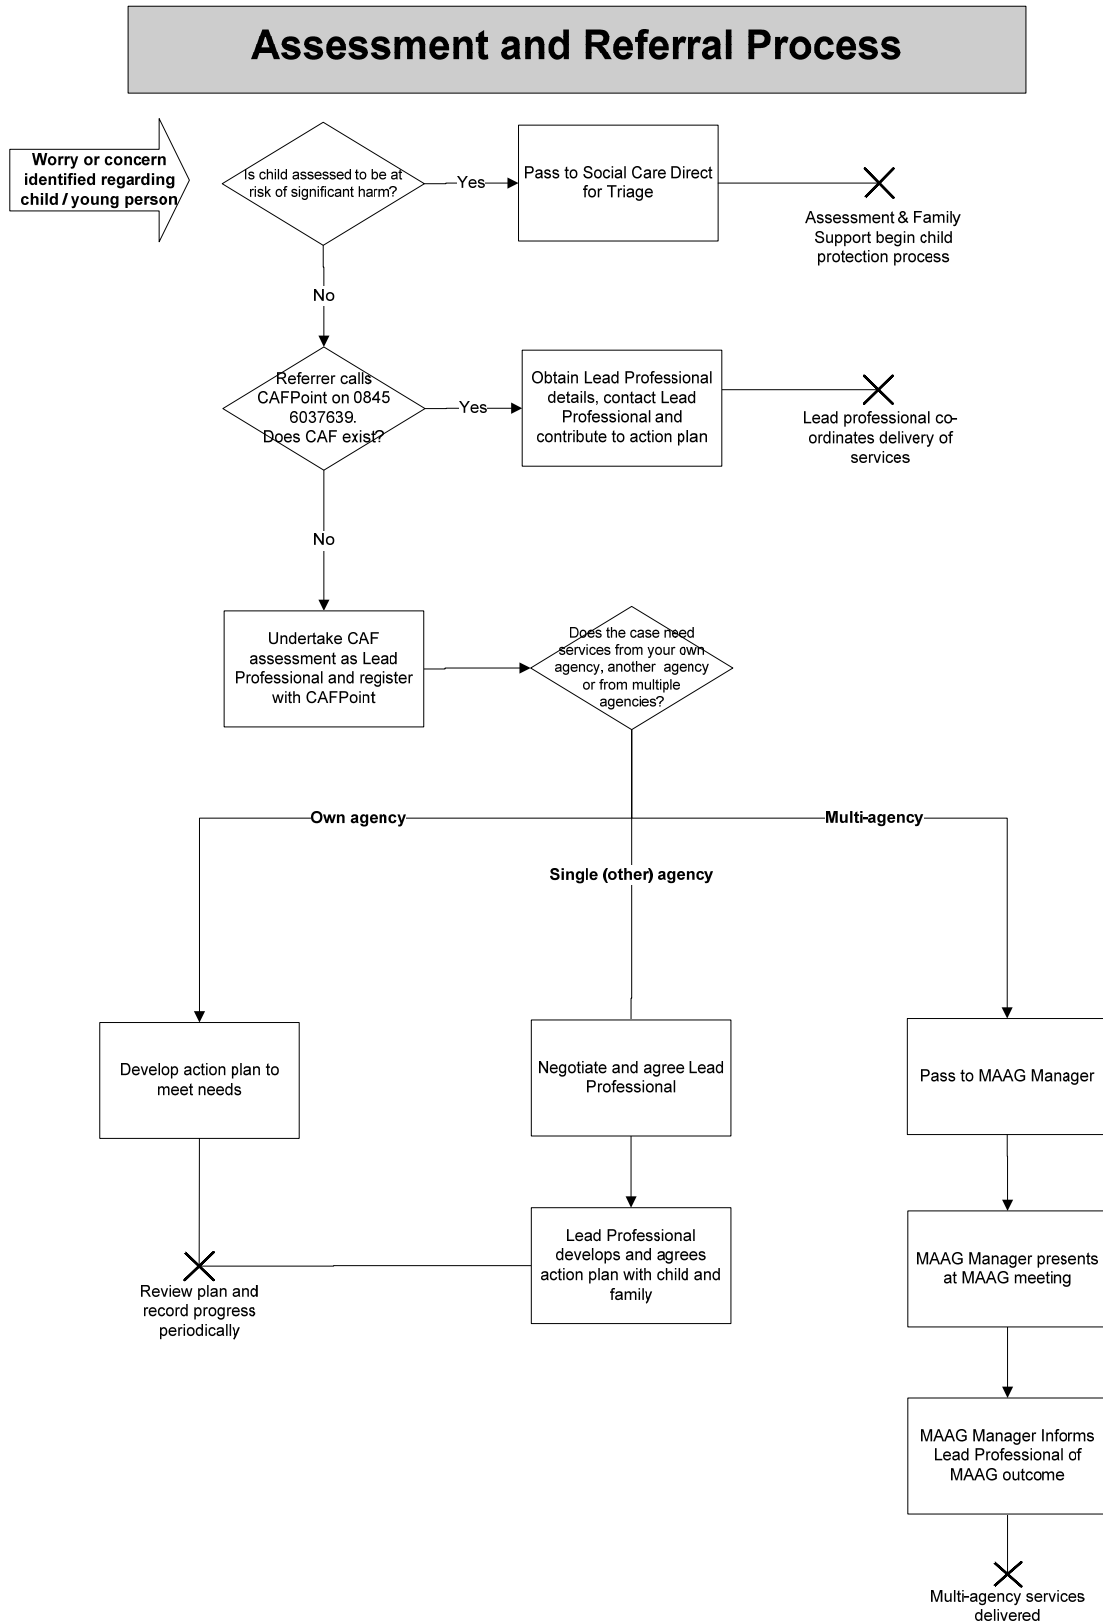 Assessment and Referral Process
Worry or concern
identified regarding
child / young person
Is child assessed to be at
risk of significant harm?
Yes
Pass to Social Care Direct
for Triage
Assessment & Family
Support begin child
protection process
No
Referrer calls
CAFPoint on 0845
6037639.
Does CAF exist?
Yes
Obtain Lead Professional
details, contact Lead
Professional and
contribute to action plan
Lead professional co-
ordinates delivery of
services
No
Undertake CAF
assessment as Lead
Professional and register
with CAFPoint
Does the case need
services from your own
agency, another agency
or from multiple
agencies?
Own agency
Multi-agency
Single (other) agency
Develop action plan to
meet needs
Negotiate and agree Lead
Professional
Pass to MAAG Manager
Lead Professional
develops and agrees
action plan with child and
family
MAAG Manager presents
at MAAG meeting
Review plan and
record progress
periodically
MAAG Manager Informs
Lead Professional of
MAAG outcome
Multi-agency services
delivered